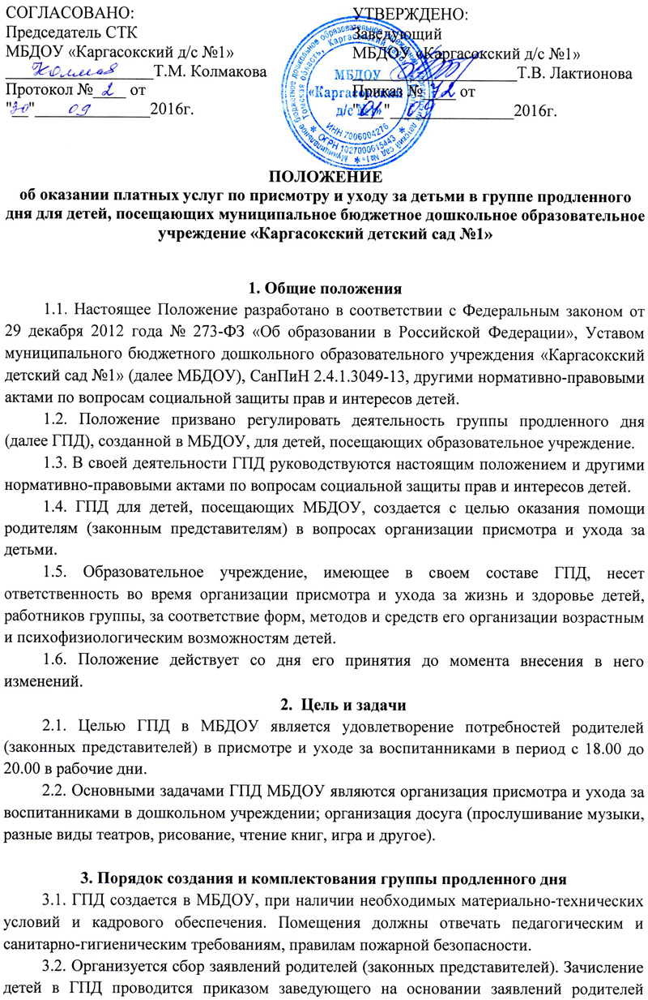 СОГЛАСОВАНО:
Председатель СТК
МБДОУ «Каргасокский д/с №1»
Колмак Т.М. Колмакова
Протокол № 2 от
"30" 09 2016г.
УТВЕРЖДЕНО:
Заведующий
МБДОУ «Каргасокский д/с №1»
Т.В. Лактионова
Приказ № 72 от
"01" 09 2016г.
МБДОУ
«Каргасокский
д/с №1»
ИНН 7006004276
ОГРН 1027000615443
ПОЛОЖЕНИЕ
об оказании платных услуг по присмотру и уходу за детьми в группе продленного
дня для детей, посещающих муниципальное бюджетное дошкольное образовательное
учреждение «Каргасокский детский сад №1»
1. Общие положения
1.1. Настоящее Положение разработано в соответствии с Федеральным законом от
29 декабря 2012 года № 273-ФЗ «Об образовании в Российской Федерации», Уставом
муниципального бюджетного дошкольного образовательного учреждения «Каргасокский
детский сад №1» (далее МБДОУ), СанПиН 2.4.1.3049-13, другими нормативно-правовыми
актами по вопросам социальной защиты прав и интересов детей.
1.2. Положение призвано регулировать деятельность группы продленного дня
(далее ГПД), созданной в МБДОУ, для детей, посещающих образовательное учреждение.
1.3. В своей деятельности ГПД руководствуются настоящим положением и другими
нормативно-правовыми актами по вопросам социальной защиты прав и интересов детей.
1.4. ГПД для детей, посещающих МБДОУ, создается с целью оказания помощи
родителям (законным представителям) в вопросах организации присмотра и ухода за
детьми.
1.5. Образовательное учреждение, имеющее в своем составе ГПД, несет
ответственность во время организации присмотра и ухода за жизнь и здоровье детей,
работников группы, за соответствие форм, методов и средств его организации возрастным
и психофизиологическим возможностям детей.
1.6. Положение действует со дня его принятия до момента внесения в него
изменений.
2. Цель и задачи
2.1. Целью ГПД в МБДОУ является удовлетворение потребностей родителей
(законных представителей) в присмотре и уходе за воспитанниками в период с 18.00 до
20.00 в рабочие дни.
2.2. Основными задачами ГПД МБДОУ являются организация присмотра и ухода за
воспитанниками в дошкольном учреждении; организация досуга (прослушивание музыки,
разные виды театров, рисование, чтение книг, игра и другое).
3. Порядок создания и комплектования группы продленного дня
3.1. ГПД создается в МБДОУ, при наличии необходимых материально-технических
условий и кадрового обеспечения. Помещения должны отвечать педагогическим и
санитарно-гигиеническим требованиям, правилам пожарной безопасности.
3.2. Организуется сбор заявлений родителей (законных представителей). Зачисление
детей в ГПД проводится приказом заведующего на основании заявлений родителей